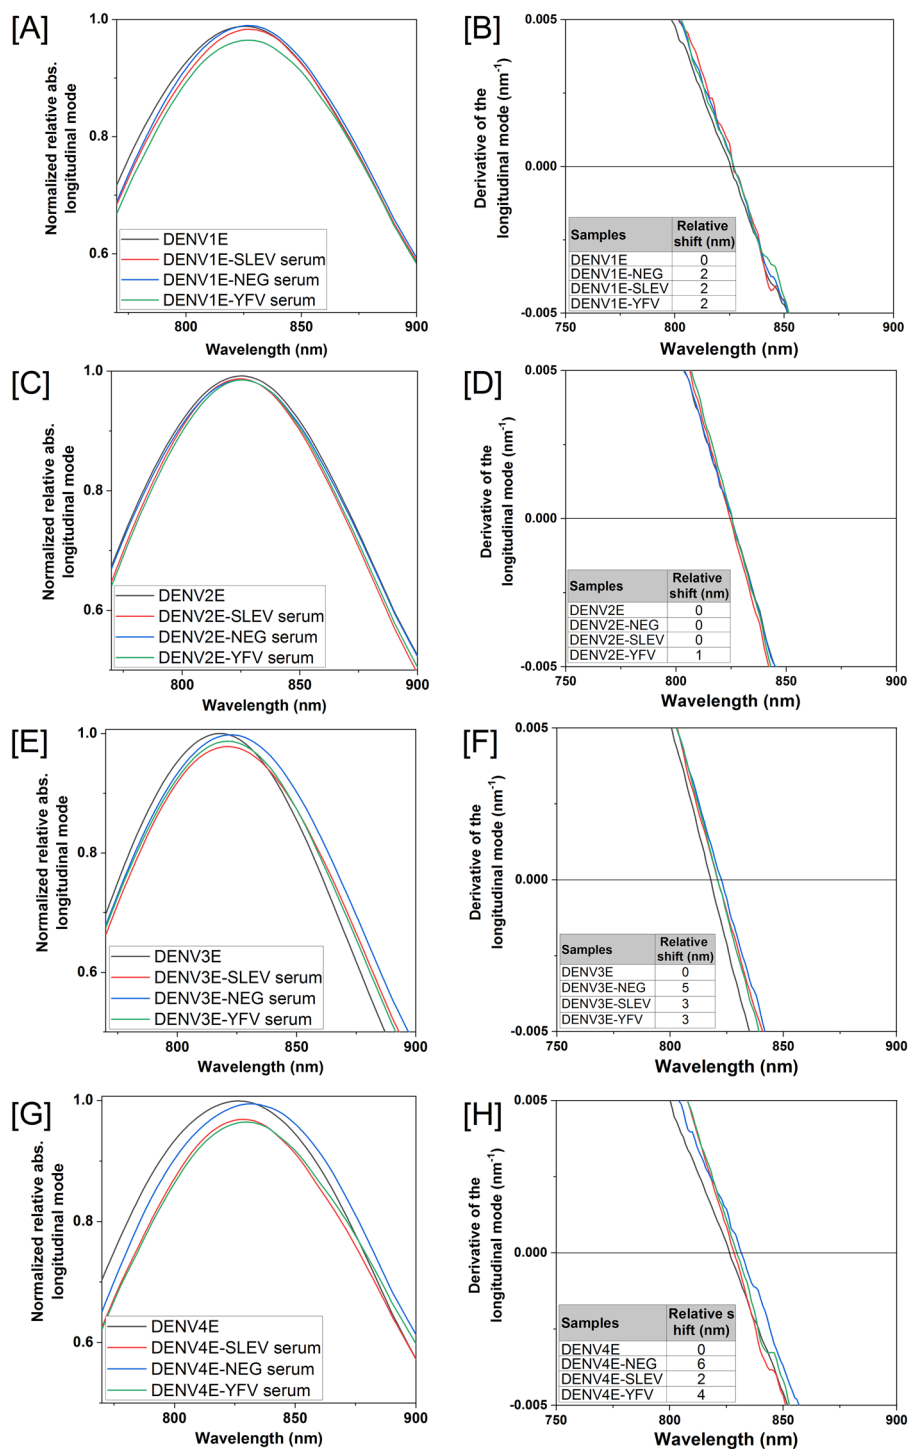 [A]
Normalized relative abs.
longitudinal mode
1.0
0.8
0.6
DENV1E
DENV1E-SLEV serum
DENV1E-NEG serum
DENV1E-YFV serum
800 850 900
Wavelength (nm)
[B]
Derivative of the
longitudinal mode (nm-1)
0.005
0.000
-0.005
Samples Relative
shift (nm)
DENV1E 0
DENV1E-NEG 2
DENV1E-SLEV 2
DENV1E-YFV 2
750 800 850 900
Wavelength (nm)
[C]
Normalized relative abs.
longitudinal mode
1.0
0.8
0.6
DENV2E
DENV2E-SLEV serum
DENV2E-NEG serum
DENV2E-YFV serum
800 850 900
Wavelength (nm)
[D]
Derivative of the
longitudinal mode (nm-1)
0.005
0.000
-0.005
Samples Relative
shift (nm)
DENV2E 0
DENV2E-NEG 0
DENV2E-SLEV 0
DENV2E-YFV 1
750 800 850 900
Wavelength (nm)
[E]
Normalized relative abs.
longitudinal mode
1.0
0.8
0.6
DENV3E
DENV3E-SLEV serum
DENV3E-NEG serum
DENV3E-YFV serum
800 850 900
Wavelength (nm)
[F]
Derivative of the
longitudinal mode (nm-1)
0.005
0.000
-0.005
Samples Relative
shift (nm)
DENV3E 0
DENV3E-NEG 5
DENV3E-SLEV 3
DENV3E-YFV 3
750 800 850 900
Wavelength (nm)
[G]
Normalized relative abs.
longitudinal mode
1.0
0.8
0.6
DENV4E
DENV4E-SLEV serum
DENV4E-NEG serum
DENV4E-YFV serum
800 850 900
Wavelength (nm)
[H]
Derivative of the
longitudinal mode (nm-1)
0.005
0.000
-0.005
Samples Relative s
hift (nm)
DENV4E 0
DENV4E-NEG 6
DENV4E-SLEV 2
DENV4E-YFV 4
750 800 850 900
Wavelength (nm)